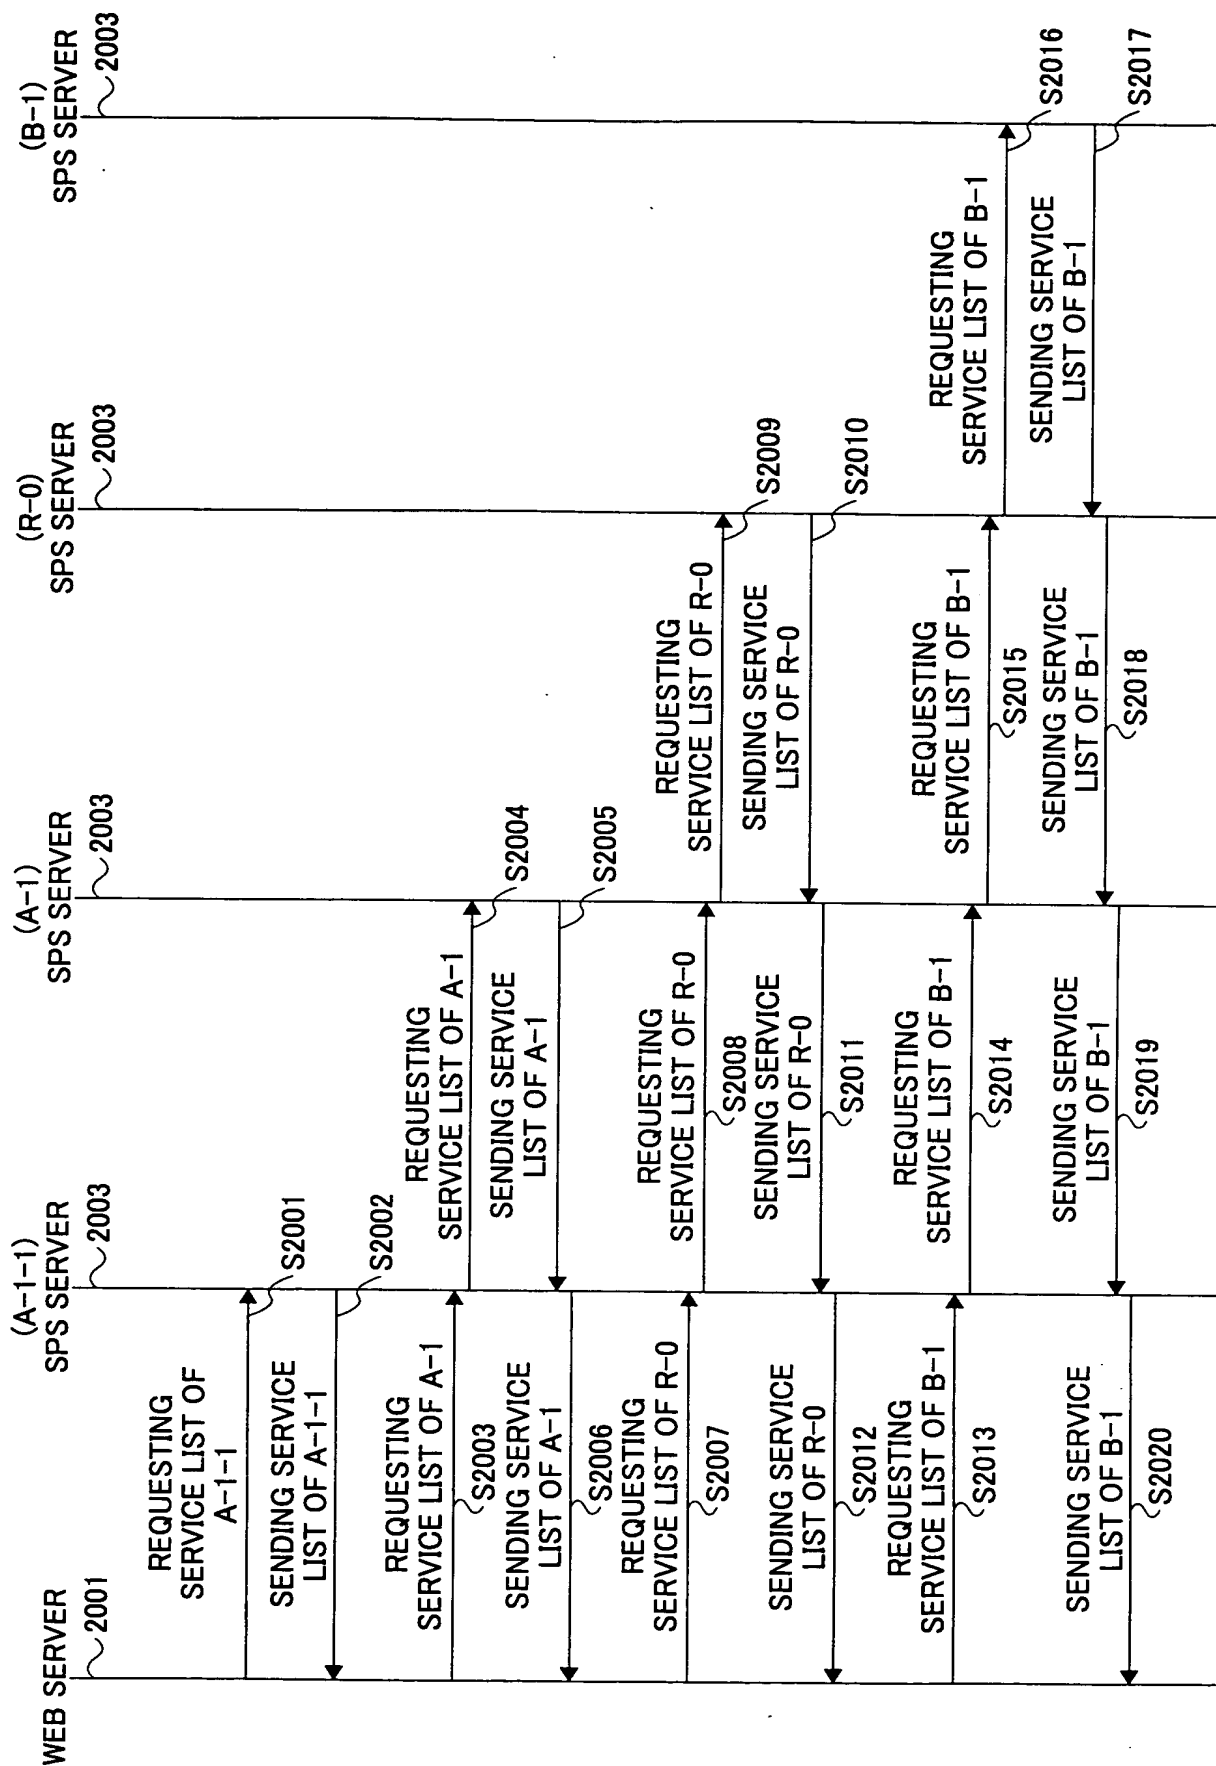 WEB SERVER
2001
(A-1-1)
SPS SERVER
2003
(A-1)
SPS SERVER
2003
(R-0)
SPS SERVER
2003
(B-1)
SPS SERVER
2003
REQUESTING
SERVICE LIST OF
A-1-1
S2001
SENDING SERVICE
LIST OF A-1-1
S2002
REQUESTING
SERVICE LIST OF A-1
S2003
REQUESTING
SERVICE LIST OF A-1
S2004
SENDING SERVICE
LIST OF A-1
S2005
SENDING SERVICE
LIST OF A-1
S2006
REQUESTING
SERVICE LIST OF R-0
S2007
REQUESTING
SERVICE LIST OF R-0
S2008
REQUESTING
SERVICE LIST OF R-0
S2009
SENDING SERVICE
LIST OF R-0
S2010
SENDING SERVICE
LIST OF R-0
S2011
SENDING SERVICE
LIST OF R-0
S2012
REQUESTING
SERVICE LIST OF B-1
S2013
REQUESTING
SERVICE LIST OF B-1
S2014
REQUESTING
SERVICE LIST OF B-1
S2015
REQUESTING
SERVICE LIST OF B-1
S2016
SENDING SERVICE
LIST OF B-1
S2017
SENDING SERVICE
LIST OF B-1
S2018
SENDING SERVICE
LIST OF B-1
S2019
SENDING SERVICE
LIST OF B-1
S2020